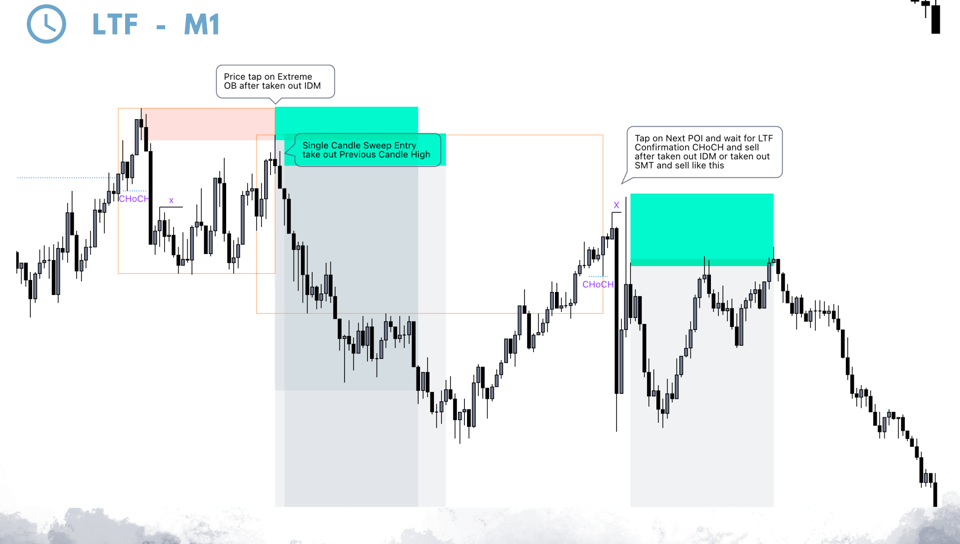 LTF - M1
Price tap on Extreme
OB after taken out IDM
Single Candle Sweep Entry
take out Previous Candle High
Tap on Next POI and wait for LTF
Confirmation CHoCH and sell
after taken out IDM or taken out
SMT and sell like this
CHoCH
x
X
CHoCH